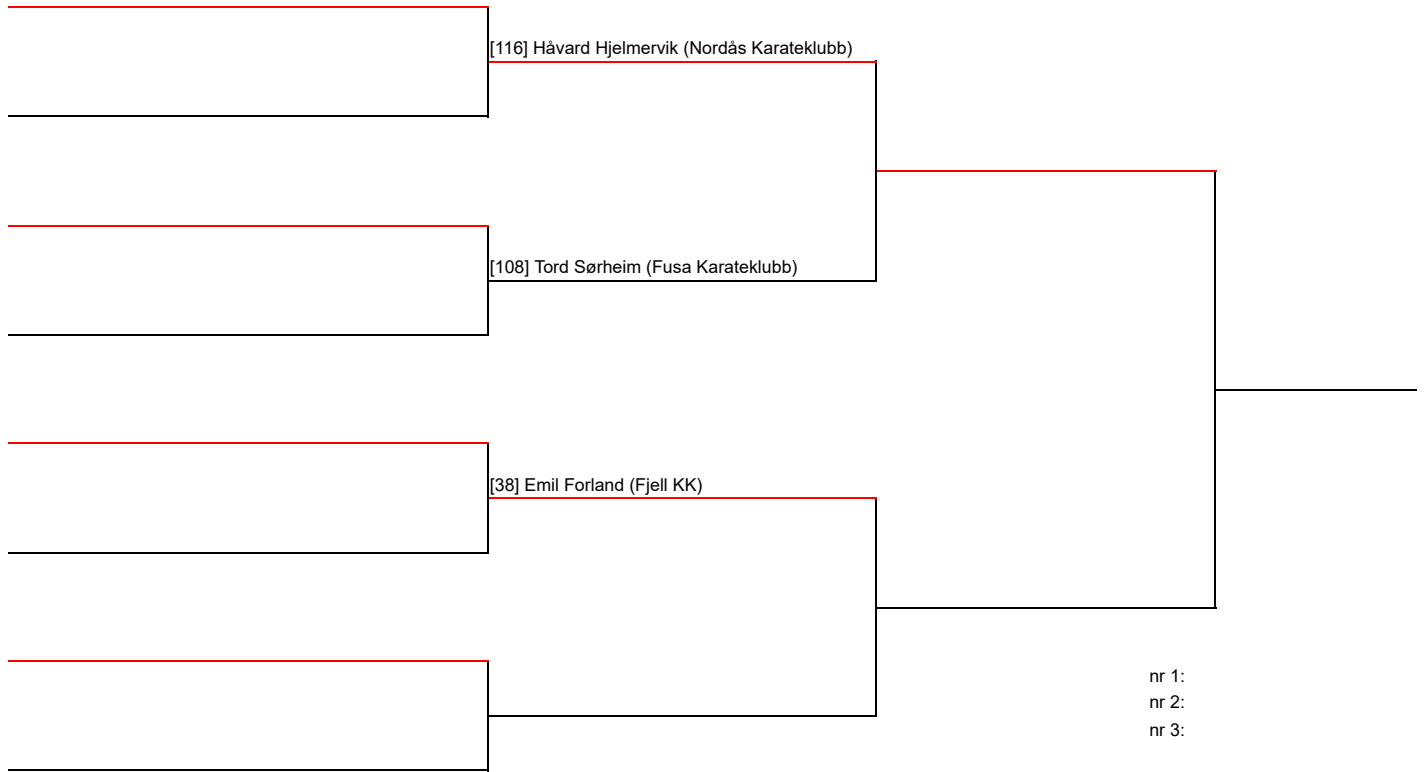 [116] Håvard Hjelmervik (Nordås Karateklubb)
[108] Tord Sørheim (Fusa Karateklubb)
[38] Emil Forland (Fjell KK)
nr 1:
nr 2:
nr 3: